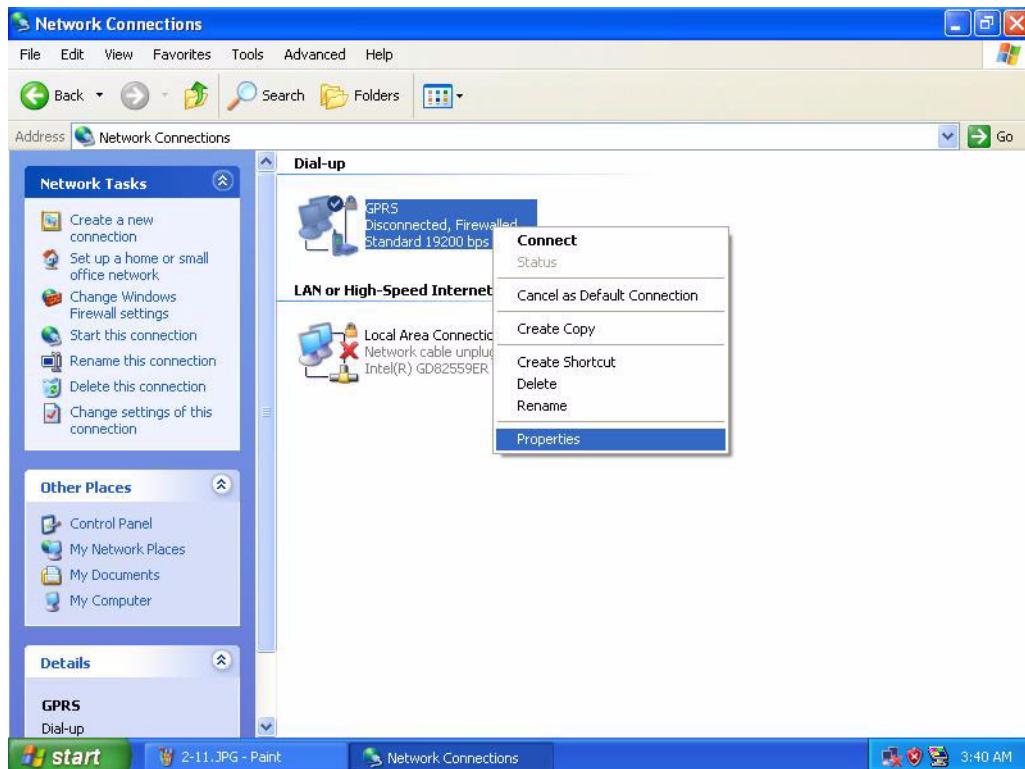 Network Connections
File Edit View Favorites Tools Advanced Help
Back Search Folders
Address Network Connections Go
Network Tasks
Create a new
connection
Set up a home or small
office network
Change Windows
Firewall settings
Start this connection
Rename this connection
Delete this connection
Change settings of this
connection
Other Places
Control Panel
My Network Places
My Documents
My Computer
Details
GPRS
Dial-up
Dial-up
GPRS
Disconnected, Firewalled
Standard 19200 bps
LAN or High-Speed Internet
Local Area Connectio
Network cable unplu
Intel(R) GD82559ER
Connect
Status
Cancel as Default Connection
Create Copy
Create Shortcut
Delete
Rename
Properties
start 2-11.JPG - Paint Network Connections 3:40 AM